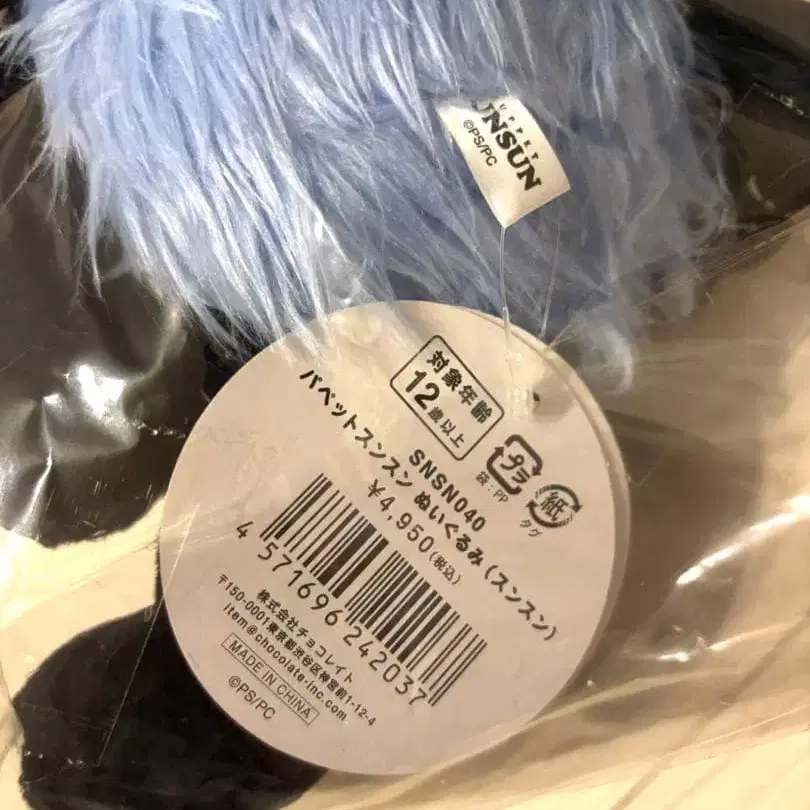 UPPET
UNSUN
©PS/PC
対象年齢
12歳以上
プラ
袋:PP
紙
タグ
SNSN040
パペットスンスン ぬいぐるみ(スンスン)
¥4,950(税込)
4 571696 242037
株式会社チョコレイト
〒150-0001東京都渋谷区神宮前1-12-4
item@chocolate-inc.com
MADE IN CHINA
©PS/PC